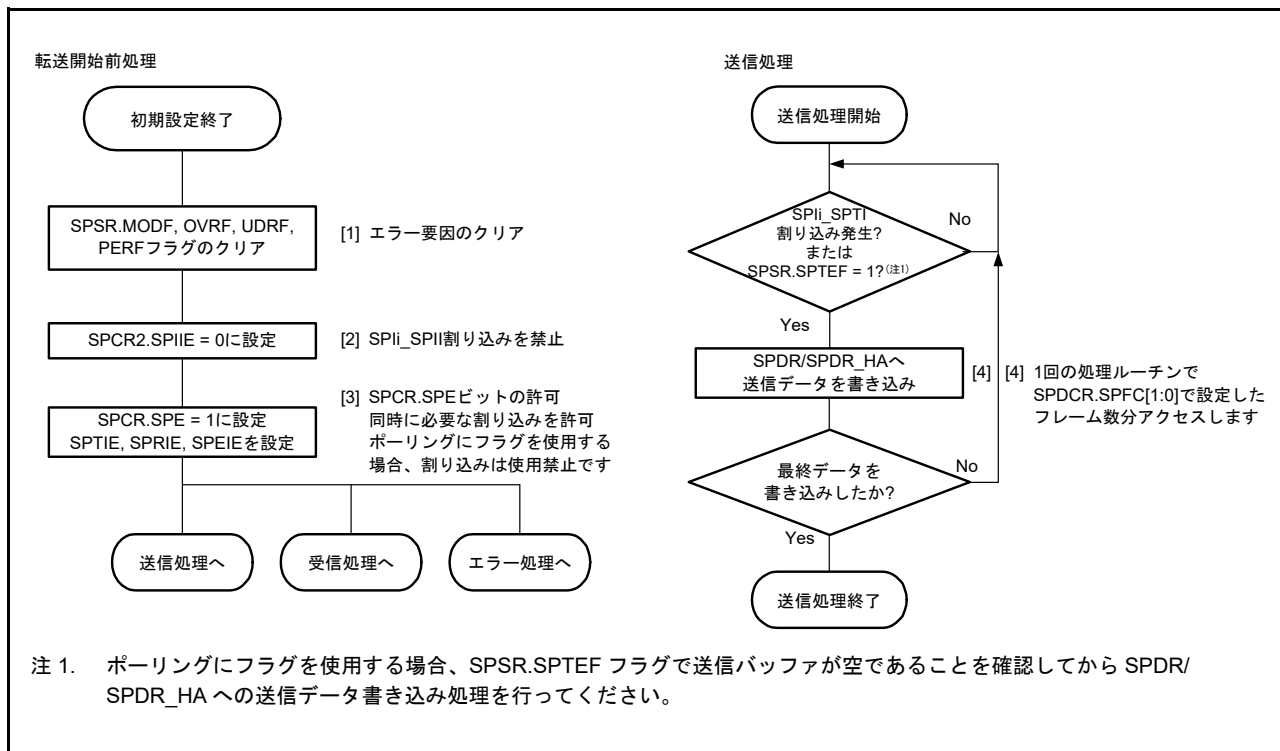 転送開始前処理
初期設定終了
SPSR.MODF, OVRF, UDRF,
PERFフラグのクリア
[1] エラー要因のクリア
SPCR2.SPIIE = 0に設定
[2] SPIi_SPII割り込みを禁止
SPCR.SPE = 1に設定
SPTIE, SPRIE, SPEIEを設定
[3] SPCR.SPEビットの許可
同時に必要な割り込みを許可
ポーリングにフラグを使用する
場合、割り込みは使用禁止です
送信処理へ
受信処理へ
エラー処理へ
送信処理
送信処理開始
SPIi_SPTI
割り込み発生?
または
SPSR.SPTEF = 1?(注1)
No
Yes
SPDR/SPDR_HAへ
送信データを書き込み
[4]
[4] 1回の処理ルーチンで
SPDCR.SPFC[1:0]で設定した
フレーム数分アクセスします
最終データを
書き込みしたか?
No
Yes
送信処理終了
注 1. ポーリングにフラグを使用する場合、SPSR.SPTEF フラグで送信バッファが空であることを確認してから SPDR/
SPDR_HA への送信データ書き込み処理を行ってください。